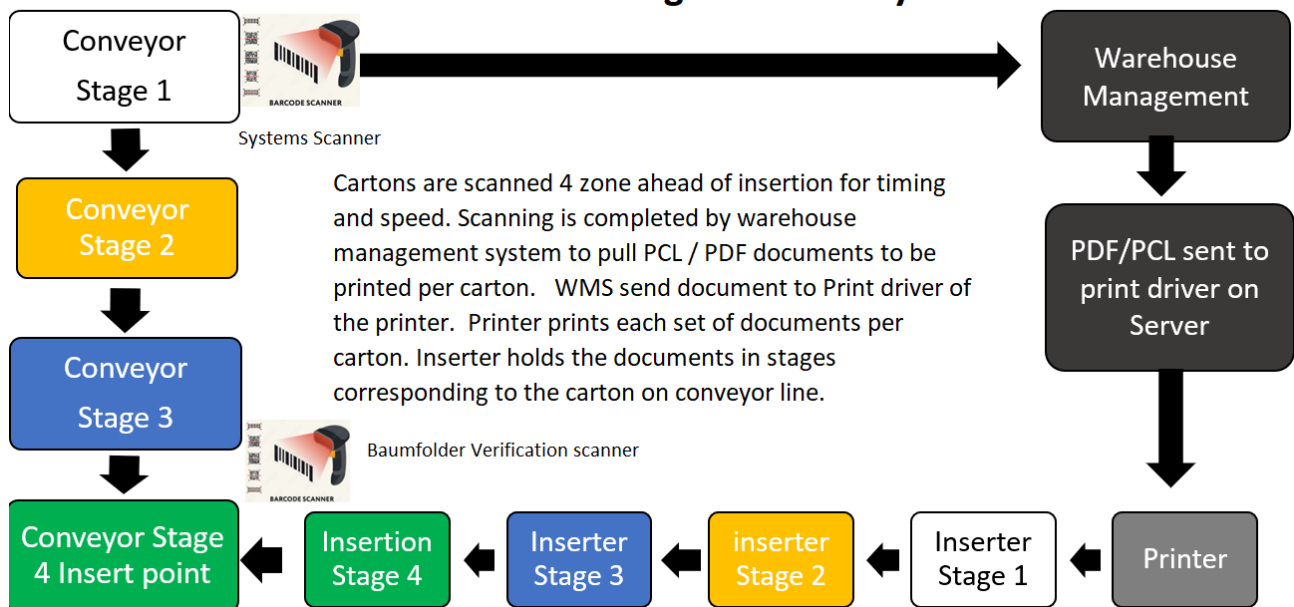 Conveyor
Stage 1
BARCODE SCANNER
Systems Scanner
Warehouse
Management
Conveyor
Stage 2
Cartons are scanned 4 zone ahead of insertion for timing
and speed. Scanning is completed by warehouse
management system to pull PCL / PDF documents to be
printed per carton.   WMS send document to Print driver of
the printer.  Printer prints each set of documents per
carton. Inserter holds the documents in stages
corresponding to the carton on conveyor line.
PDF/PCL sent to
print driver on
Server
Conveyor
Stage 3
Baumfolder Verification scanner
BARCODE SCANNER
Conveyor Stage
4 Insert point
Insertion
Stage 4
Inserter
Stage 3
inserter
Stage 2
Inserter
Stage 1
Printer